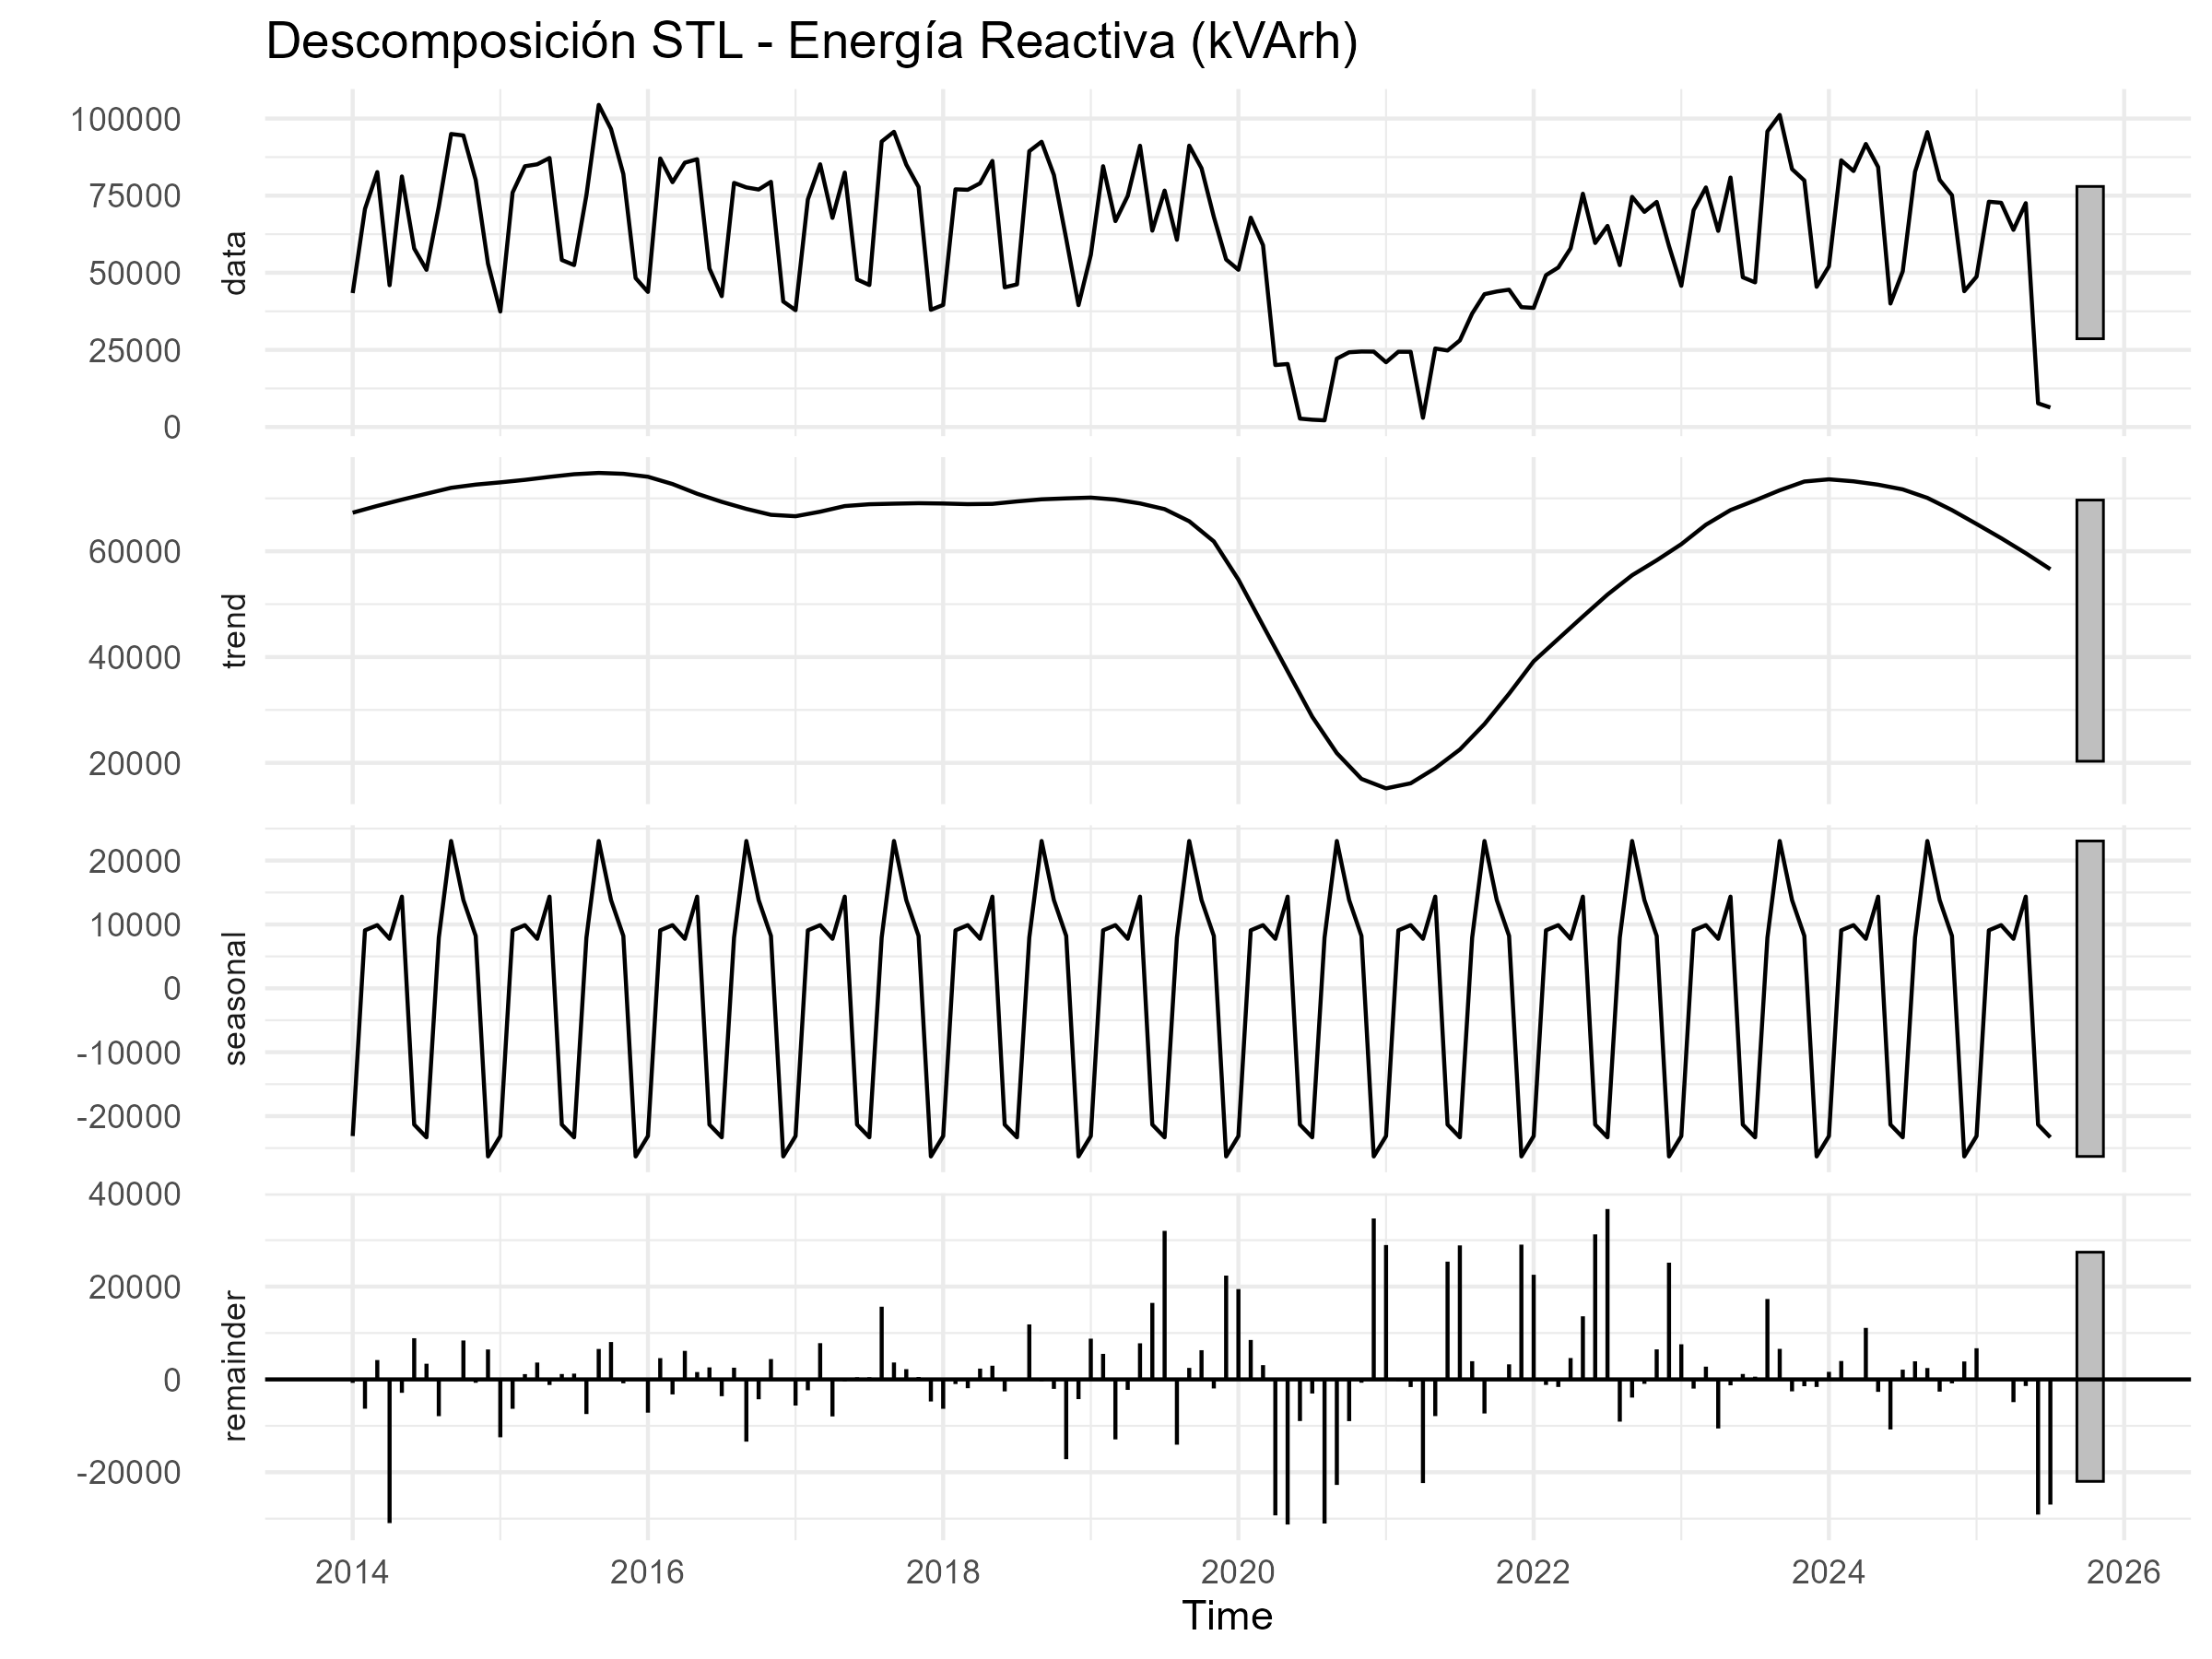 Descomposición STL - Energía Reactiva (kVArh)
100000
75000
50000
25000
0
data
60000
40000
20000
trend
20000
10000
0
-10000
-20000
seasonal
40000
20000
0
-20000
remainder
2014 2016 2018 2020 2022 2024 2026
Time